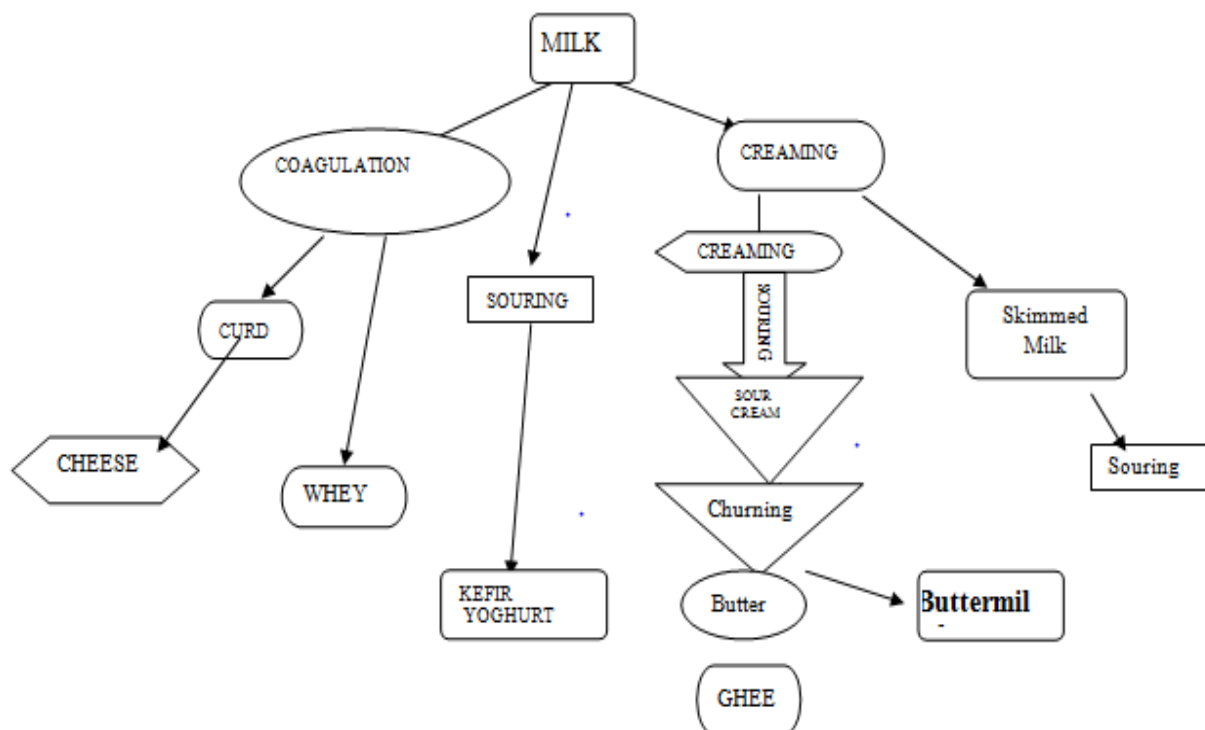 MILK
COAGULATION
CREAMING
CREAMING
SOURING
SOURING
CURD
Skimmed
Milk
SOUR
CREAM
CHEESE
WHEY
Churning
Souring
KEFIR
YOGHURT
Butter
Buttermil
GHEE